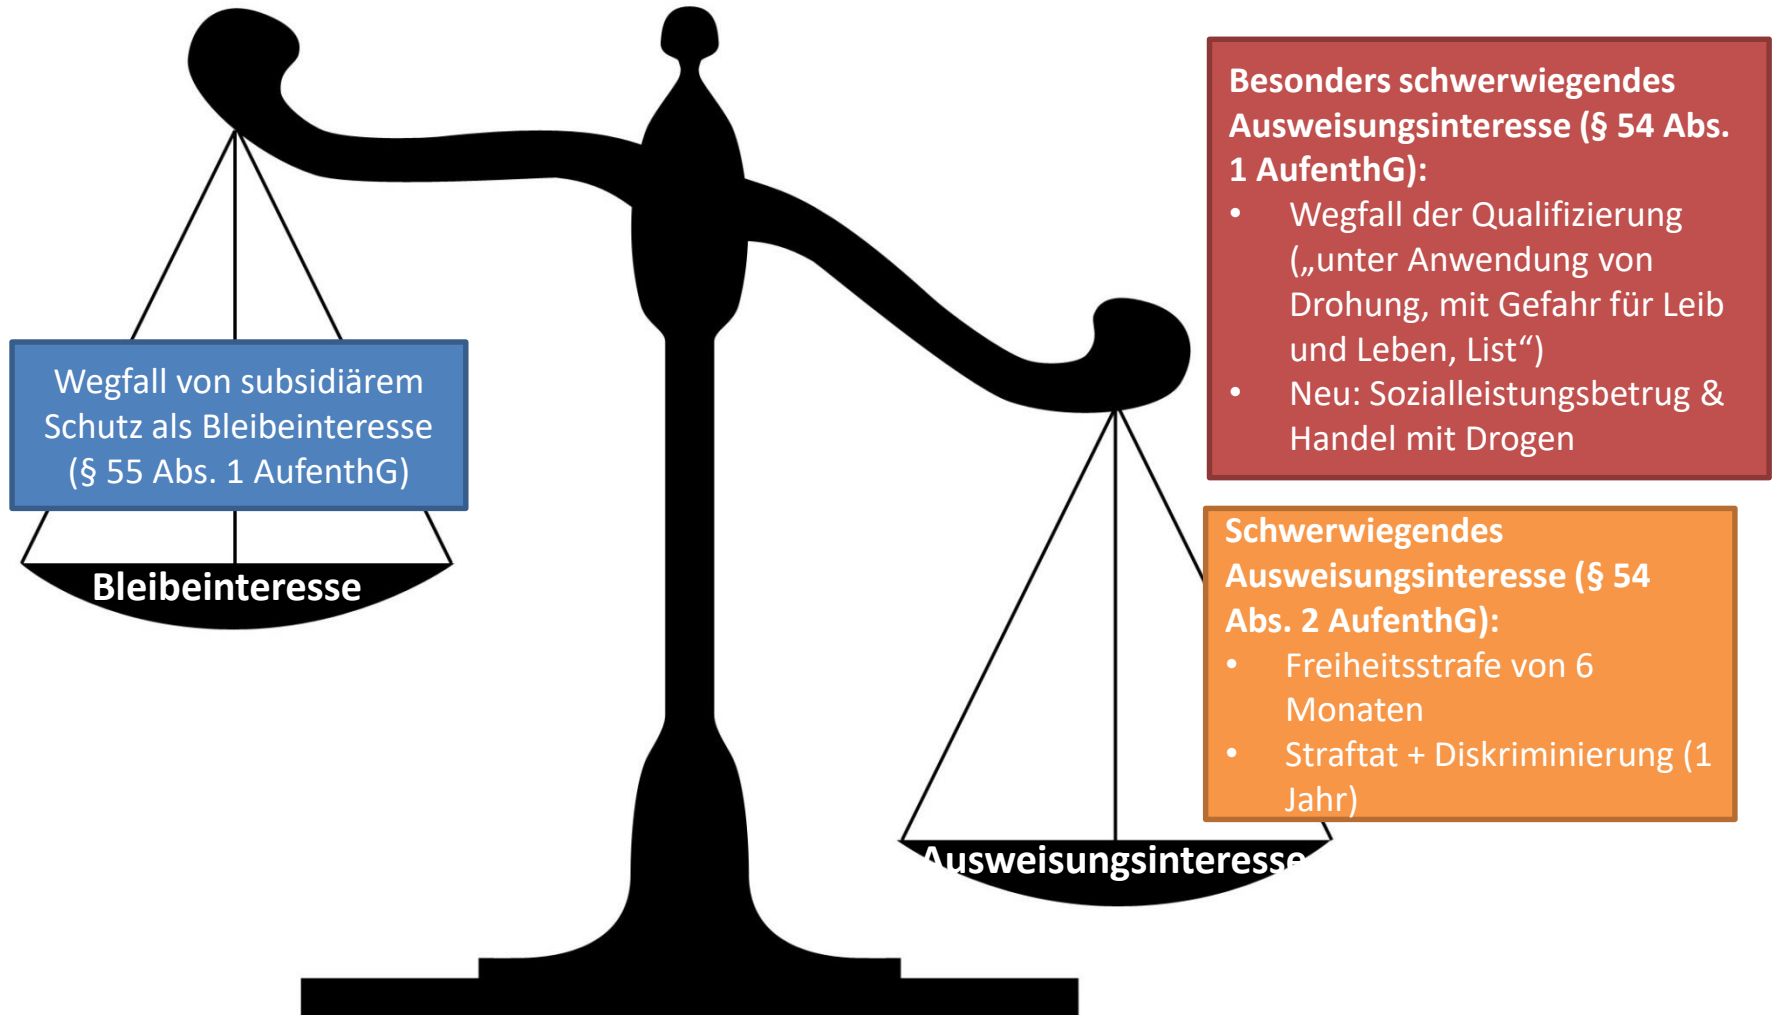 Wegfall von subsidiärem
Schutz als Bleibeinteresse
(§ 55 Abs. 1 AufenthG)
Bleibeinteresse
Besonders schwerwiegendes
Ausweisungsinteresse (§ 54 Abs.
1 AufenthG):
• Wegfall der Qualifizierung
(„unter Anwendung von
Drohung, mit Gefahr für Leib
und Leben, List“)
• Neu: Sozialleistungsbetrug &
Handel mit Drogen
Schwerwiegendes
Ausweisungsinteresse (§ 54
Abs. 2 AufenthG):
• Freiheitsstrafe von 6
Monaten
• Straftat + Diskriminierung (1
Jahr)
Ausweisungsinteresse